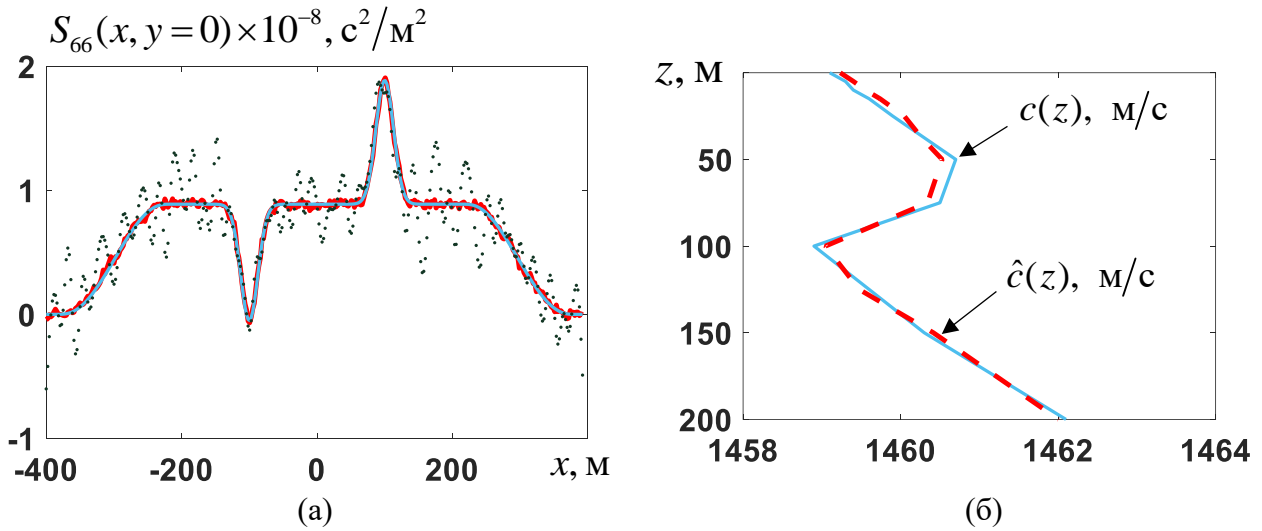 S₆₆(x, y = 0)×10⁻⁸, с²/м²
2
1
0
-1
-400
-200
0
200
x, м
(а)
z, м
50
100
150
200
1458
1460
1462
1464
c(z), м/с
ĉ(z), м/с
(б)